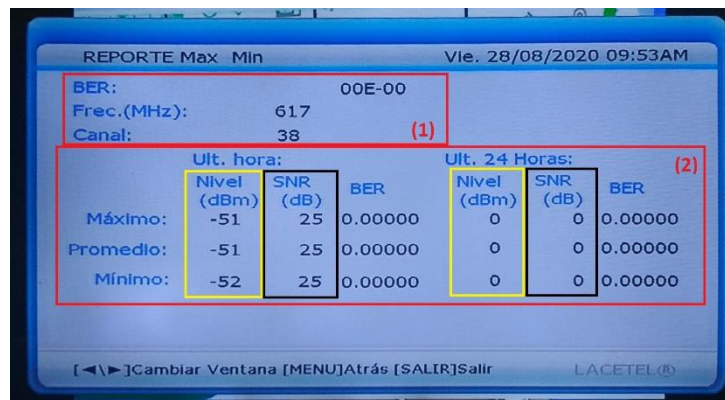 REPORTE Max Min Vie. 28/08/2020 09:53AM
BER: 00E-00
Frec.(MHz): 617
Canal: 38 (1)
Ult. hora: Ult. 24 Horas: (2)
Nivel (dBm) SNR (dB) BER Nivel (dBm) SNR (dB) BER
Máximo: -51 25 0.00000 0 0 0.00000
Promedio: -51 25 0.00000 0 0 0.00000
Mínimo: -52 25 0.00000 0 0 0.00000
[◄\►]Cambiar Ventana [MENU]Atrás [SALIR]Salir LACETEL®